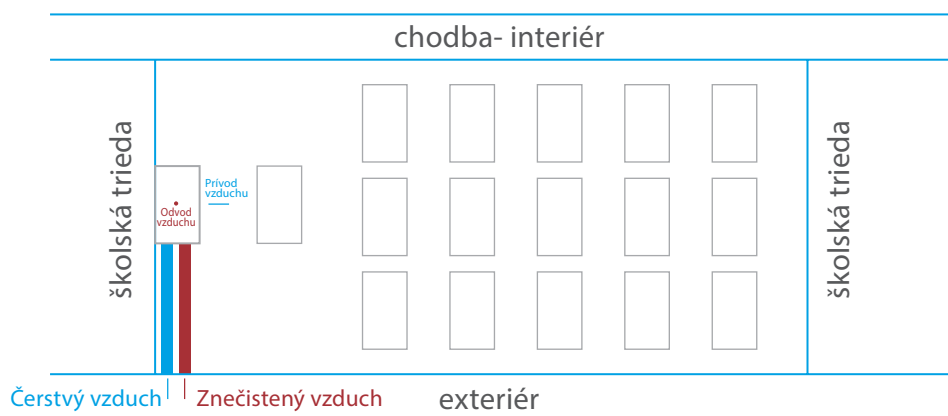 chodba- interiér
školská trieda
Prívod
vzduchu
Odvod
vzduchu
školská trieda
Čerstvý vzduch
Znečistený vzduch
exteriér